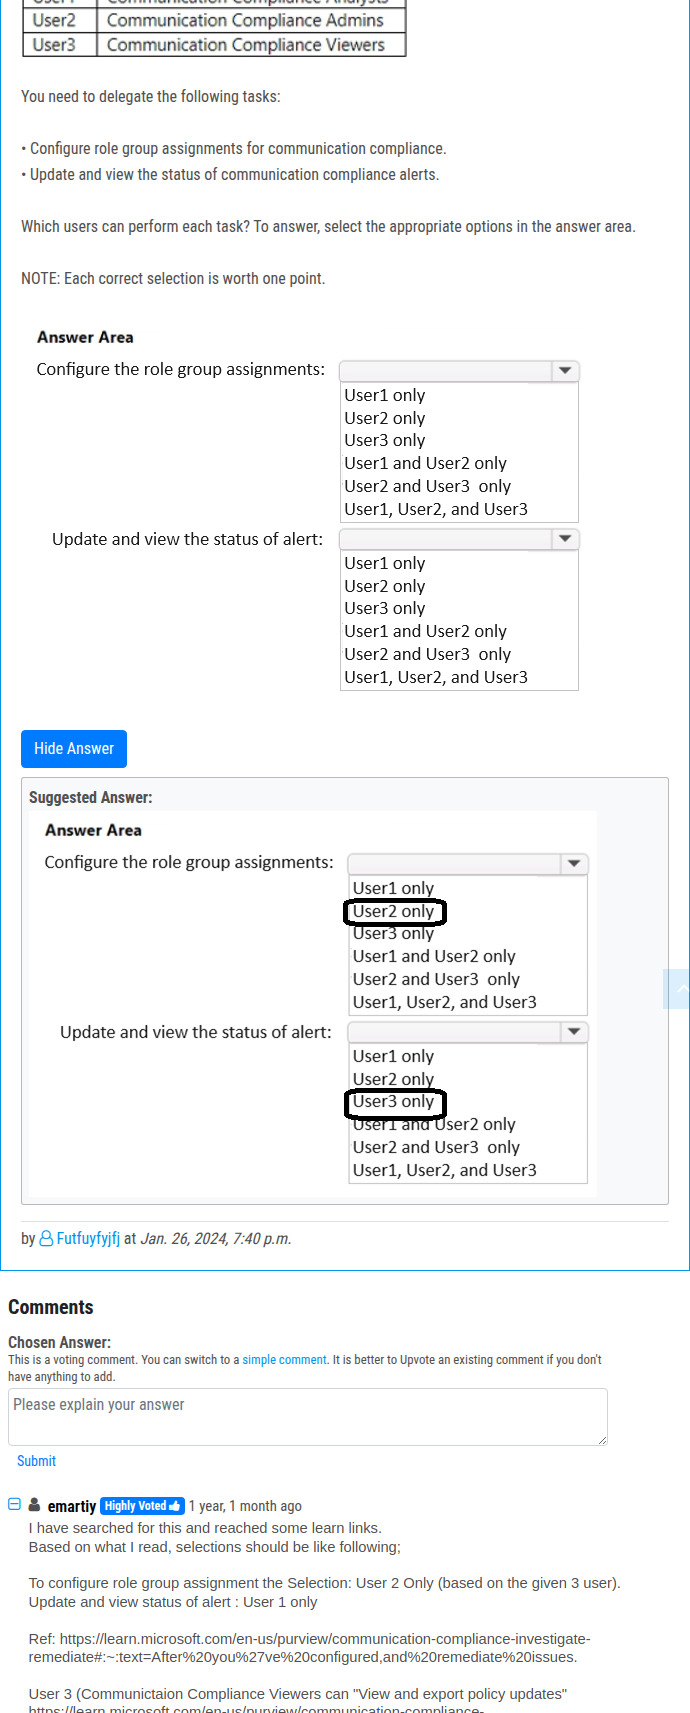 User2 Communication Compliance Admins
User3 Communication Compliance Viewers
You need to delegate the following tasks:
• Configure role group assignments for communication compliance.
• Update and view the status of communication compliance alerts.
Which users can perform each task? To answer, select the appropriate options in the answer area.
NOTE: Each correct selection is worth one point.
Answer Area
Configure the role group assignments:
User1 only
User2 only
User3 only
User1 and User2 only
User2 and User3 only
User1, User2, and User3
Update and view the status of alert:
User1 only
User2 only
User3 only
User1 and User2 only
User2 and User3 only
User1, User2, and User3
Hide Answer
Suggested Answer:
Answer Area
Configure the role group assignments:
User1 only
User2 only
User3 only
User1 and User2 only
User2 and User3 only
User1, User2, and User3
Update and view the status of alert:
User1 only
User2 only
User3 only
User1 and User2 only
User2 and User3 only
User1, User2, and User3
by Futfuyfyjfj at Jan. 26, 2024, 7:40 p.m.
Comments
Chosen Answer:
This is a voting comment. You can switch to a simple comment. It is better to Upvote an existing comment if you don't
have anything to add.
Please explain your answer
Submit
emartiy Highly Voted 1 year, 1 month ago
I have searched for this and reached some learn links.
Based on what I read, selections should be like following;
To configure role group assignment the Selection: User 2 Only (based on the given 3 user).
Update and view status of alert : User 1 only
Ref: https://learn.microsoft.com/en-us/purview/communication-compliance-investigate-
remediate#:~:text=After%20you%27ve%20configured,and%20remediate%20issues.
User 3 (Communictaion Compliance Viewers can "View and export policy updates"
https://learn.microsoft.com/en-us/purview/communication-compliance-